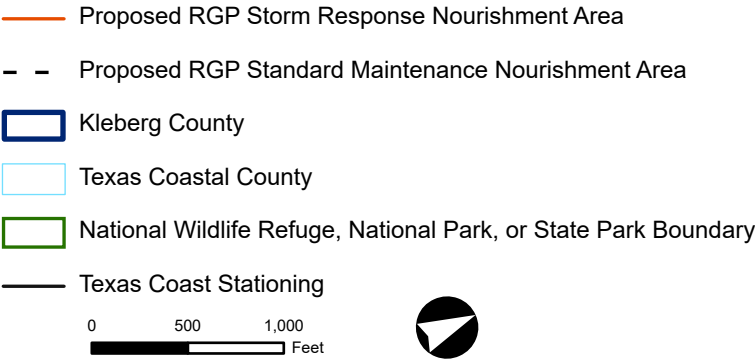 Proposed RGP Storm Response Nourishment Area
Proposed RGP Standard Maintenance Nourishment Area
Kleberg County
Texas Coastal County
National Wildlife Refuge, National Park, or State Park Boundary
Texas Coast Stationing
0 500 1,000
Feet